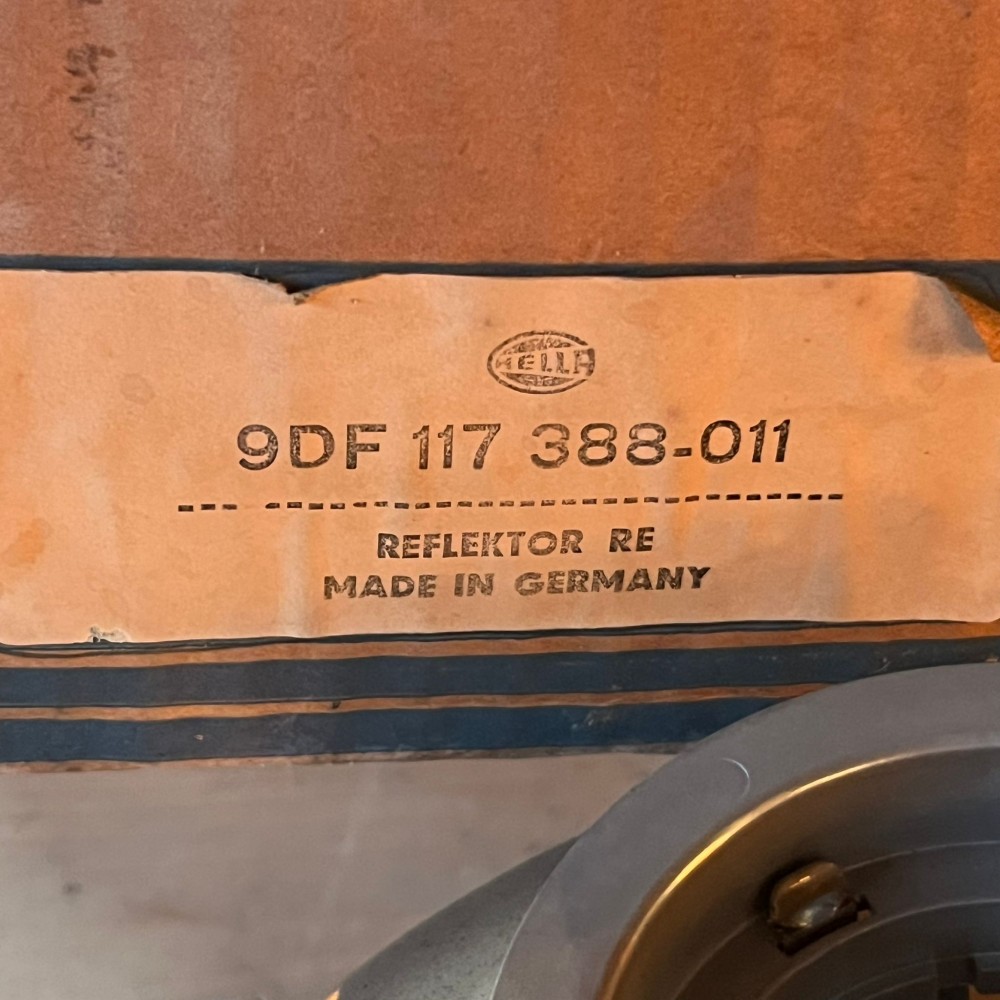 HELLA
9DF 117 388-011
REFLEKTOR RE
MADE IN GERMANY